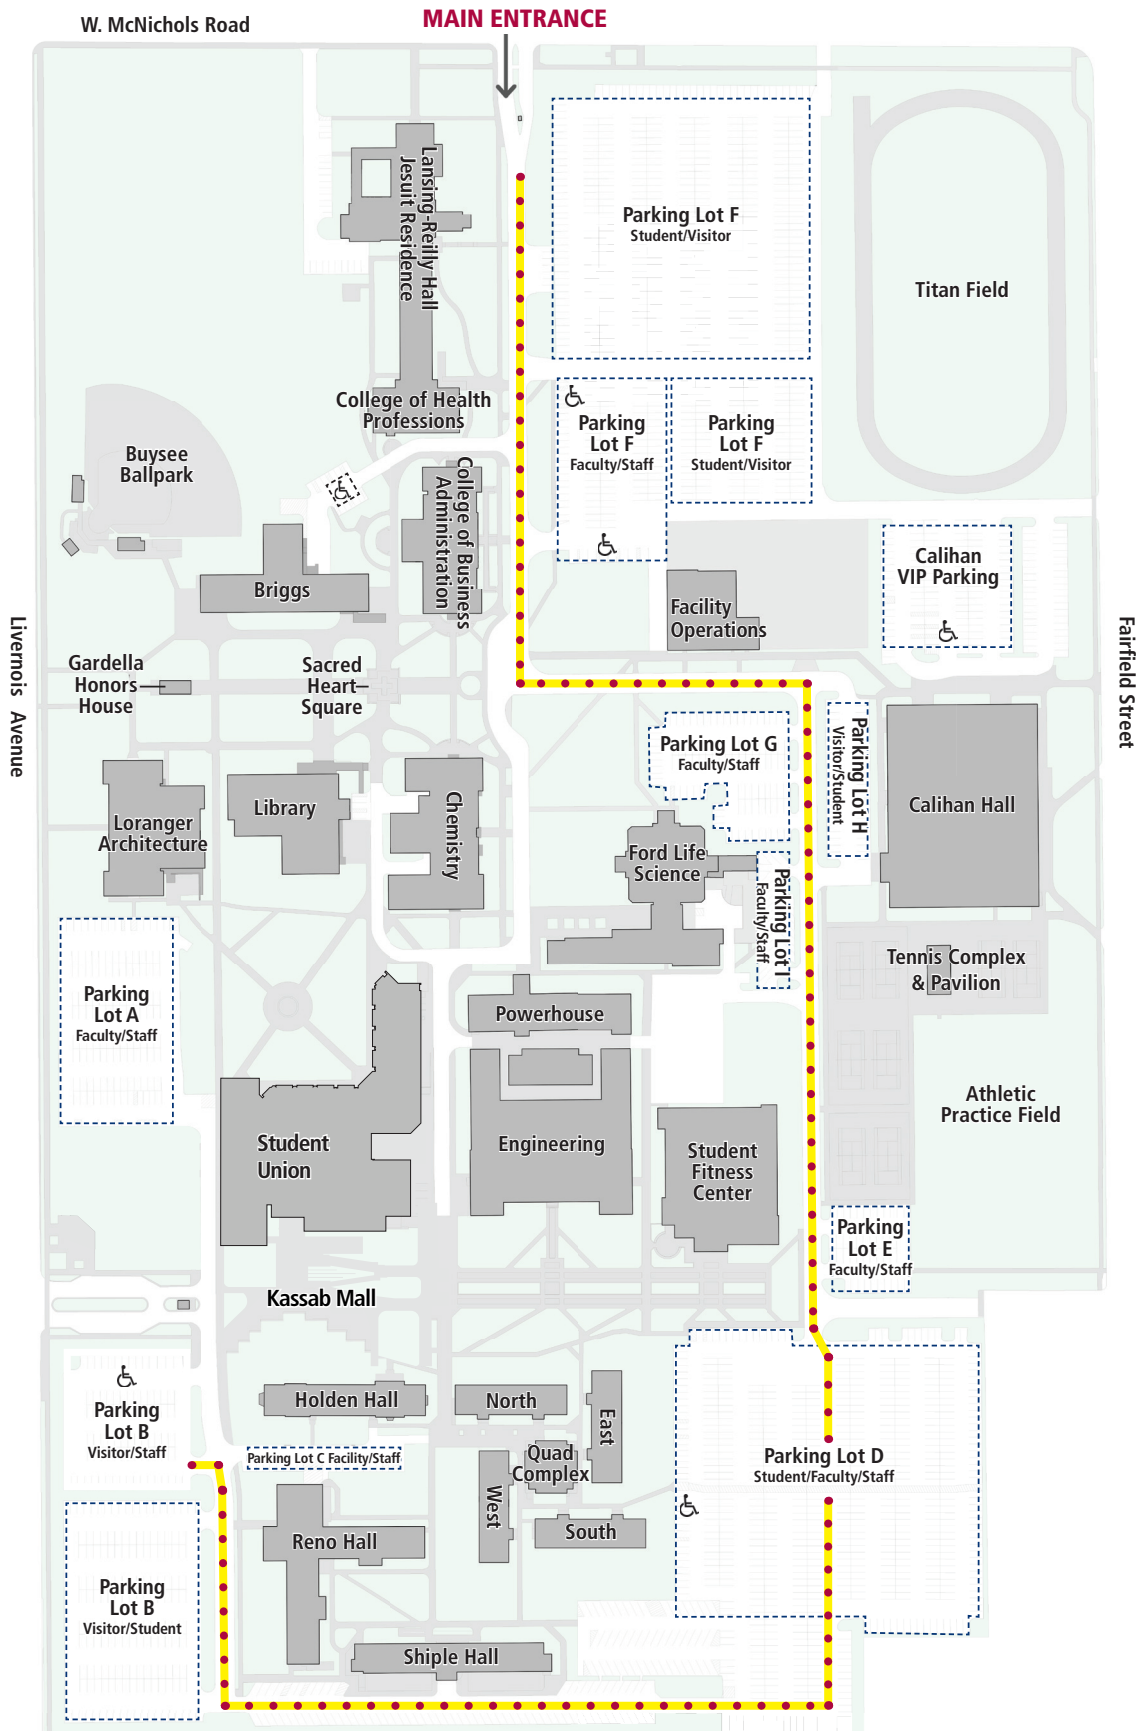 MAIN ENTRANCE
W. McNichols Road
Lansing-Reilly Hall
Jesuit Residence
Parking Lot F
Student/Visitor
Titan Field
College of Health
Professions
Parking
Lot F
Faculty/Staff
Parking
Lot F
Student/Visitor
Buysee
Ballpark
College of Business
Administration
Calihan
VIP Parking
Briggs
Facility
Operations
Livernois Avenue
Fairfield Street
Gardella
Honors
House
Sacred
Heart
Square
Parking Lot G
Faculty/Staff
Parking Lot H
Visitor/Student
Calihan Hall
Loranger
Architecture
Library
Chemistry
Ford Life
Science
Parking Lot I
Faculty/Staff
Tennis Complex
& Pavilion
Parking
Lot A
Faculty/Staff
Powerhouse
Athletic
Practice Field
Student
Union
Engineering
Student
Fitness
Center
Parking
Lot E
Faculty/Staff
Kassab Mall
Parking
Lot B
Visitor/Staff
Holden Hall
North
East
Parking Lot C Facility/Staff
Quad
Complex
Parking Lot D
Student/Faculty/Staff
West
South
Reno Hall
Parking
Lot B
Visitor/Student
Shiple Hall